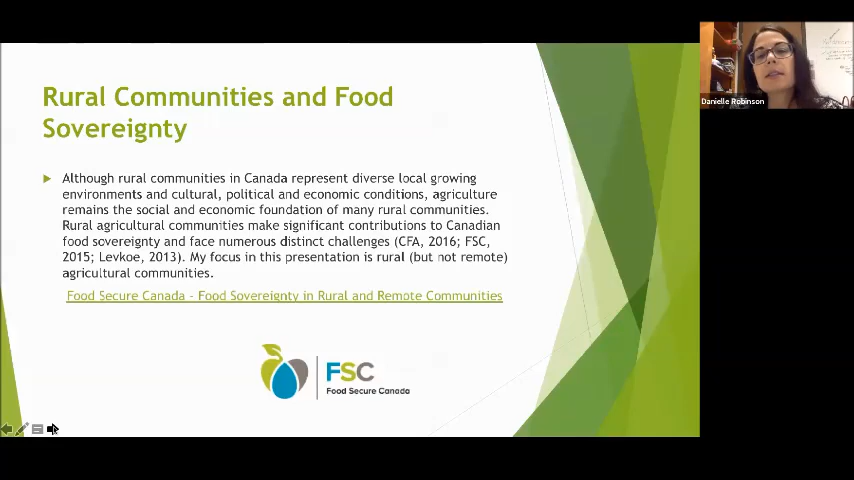 Rural Communities and Food
Sovereignty
Although rural communities in Canada represent diverse local growing
environments and cultural, political and economic conditions, agriculture
remains the social and economic foundation of many rural communities.
Rural agricultural communities make significant contributions to Canadian
food sovereignty and face numerous distinct challenges (CFA, 2016; FSC,
2015; Levkoe, 2013). My focus in this presentation is rural (but not remote)
agricultural communities.
Food Secure Canada - Food Sovereignty in Rural and Remote Communities
FSC
Food Secure Canada
Danielle Robinson